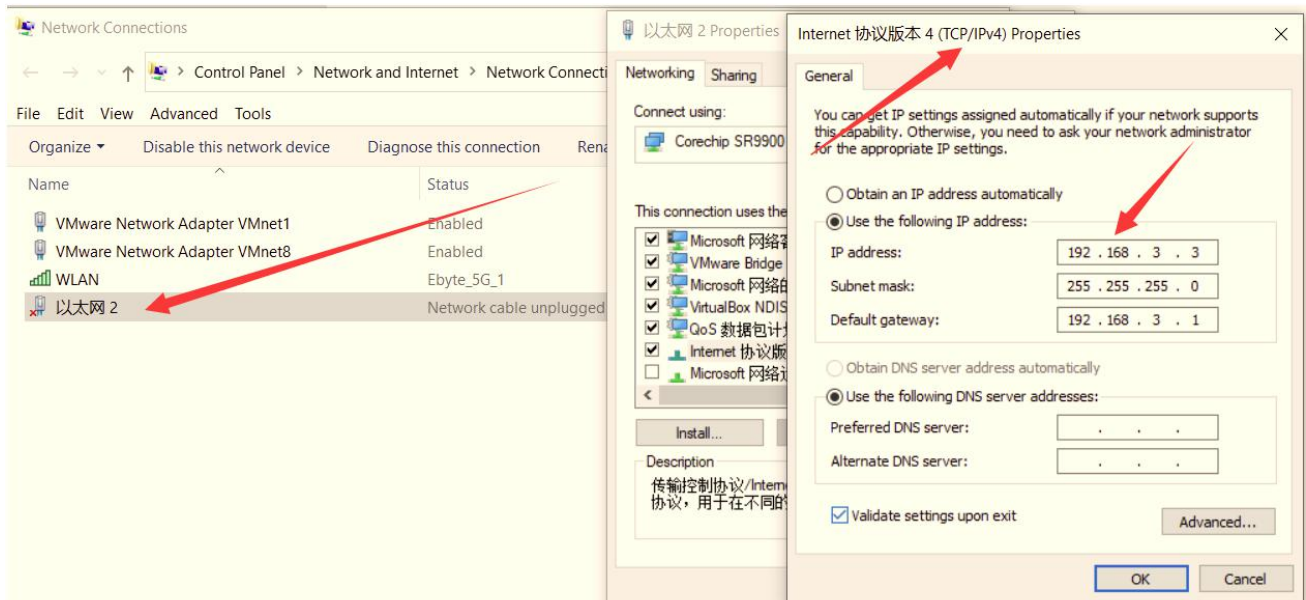 Network Connections
Control Panel > Network and Internet > Network Connecti
File Edit View Advanced Tools
Organize Disable this network device Diagnose this connection Rena
Name Status
VMware Network Adapter VMnet1 Enabled
VMware Network Adapter VMnet8 Enabled
WLAN Ebyte_5G_1
以太网 2 Network cable unplugged
以太网 2 Properties
Networking Sharing
Connect using:
Corechip SR9900
This connection uses the
Microsoft 网络客
VMware Bridge
Microsoft 网络的
VirtualBox NDIS
QoS 数据包计划
Internet 协议版
Microsoft 网络适
Install...
Description
传输控制协议/Intern
协议，用于在不同的
Internet 协议版本 4 (TCP/IPv4) Properties
General
You can get IP settings assigned automatically if your network supports
this capability. Otherwise, you need to ask your network administrator
for the appropriate IP settings.
Obtain an IP address automatically
Use the following IP address:
IP address: 192 . 168 . 3 . 3
Subnet mask: 255 . 255 . 255 . 0
Default gateway: 192 . 168 . 3 . 1
Obtain DNS server address automatically
Use the following DNS server addresses:
Preferred DNS server: . . .
Alternate DNS server: . . .
Validate settings upon exit
Advanced...
OK Cancel